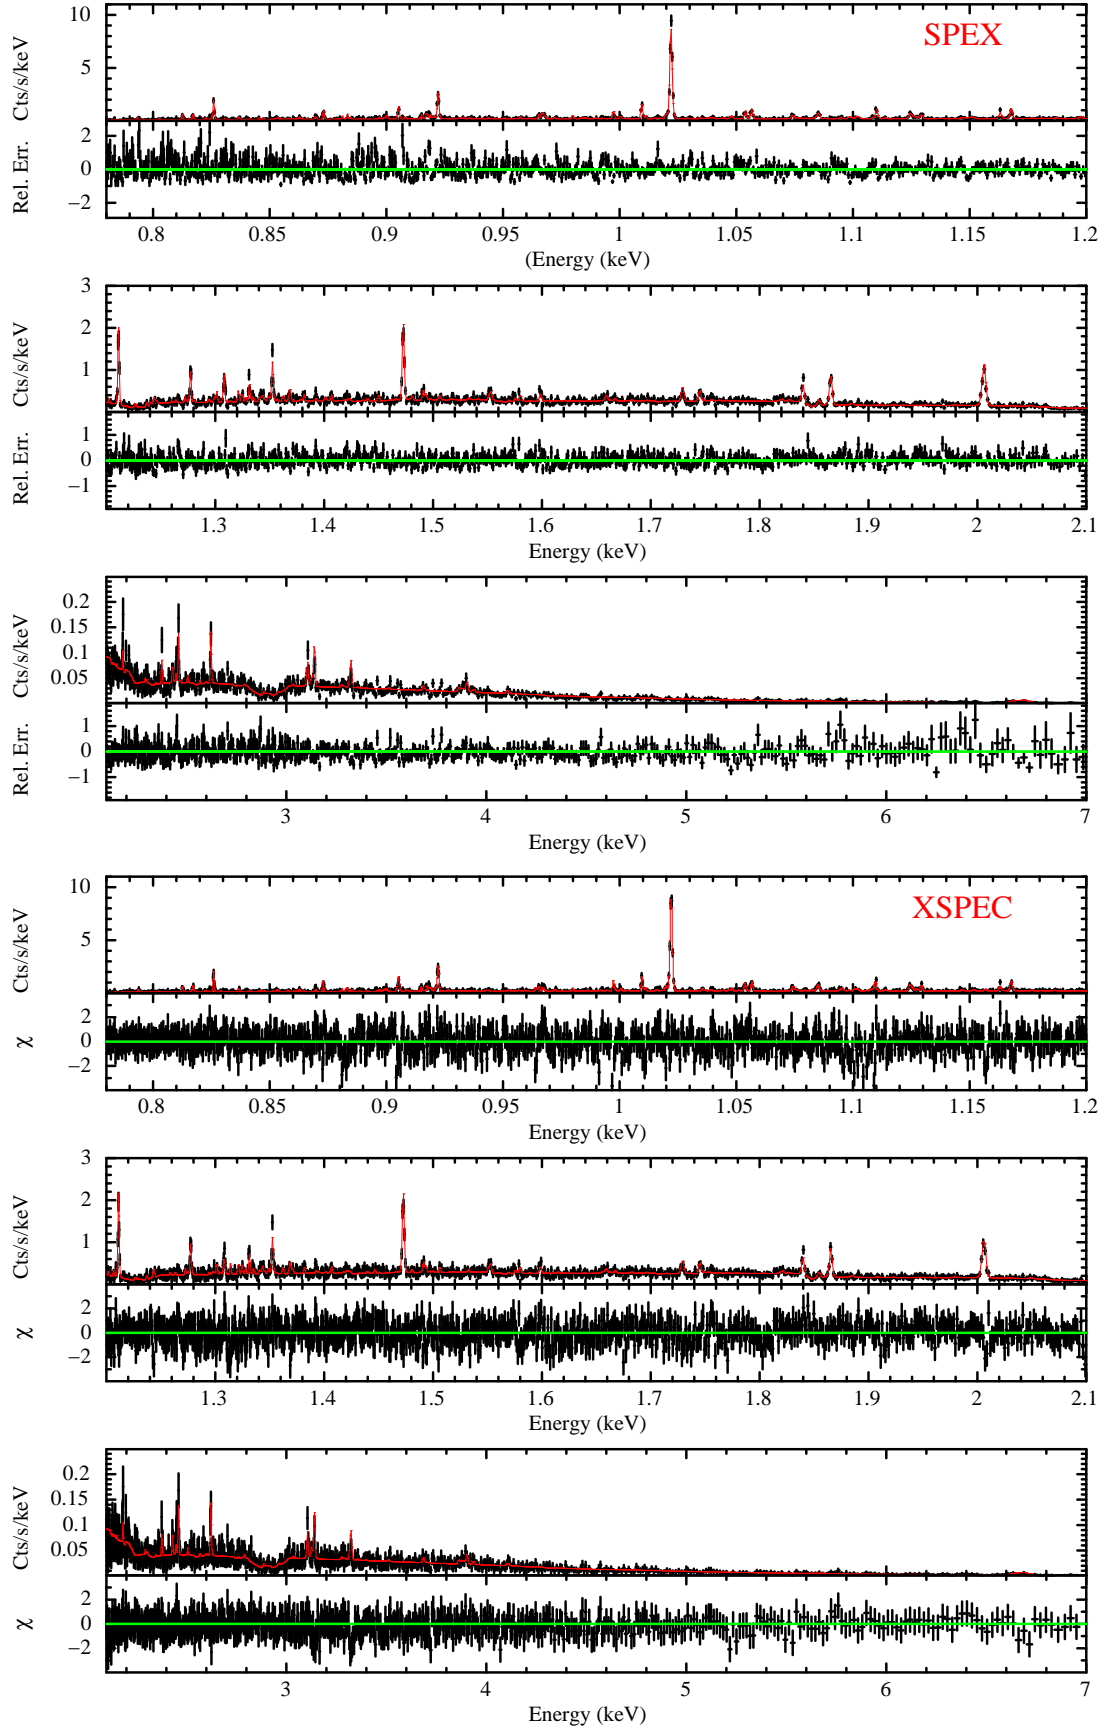 SPEX
Cts/s/keV
10
5
Rel. Err.
2
0
−2
0.8 0.85 0.9 0.95 1 1.05 1.1 1.15 1.2
(Energy (keV)
Cts/s/keV
3
2
1
0
Rel. Err.
1
0
−1
1.3 1.4 1.5 1.6 1.7 1.8 1.9 2 2.1
Energy (keV)
Cts/s/keV
0.2
0.15
0.1
0.05
Rel. Err.
1
0
−1
3 4 5 6 7
Energy (keV)
XSPEC
Cts/s/keV
10
5
χ
2
0
−2
0.8 0.85 0.9 0.95 1 1.05 1.1 1.15 1.2
Energy (keV)
Cts/s/keV
3
2
1
0
χ
2
0
−2
1.3 1.4 1.5 1.6 1.7 1.8 1.9 2 2.1
Energy (keV)
Cts/s/keV
0.2
0.15
0.1
0.05
χ
2
0
−2
3 4 5 6 7
Energy (keV)